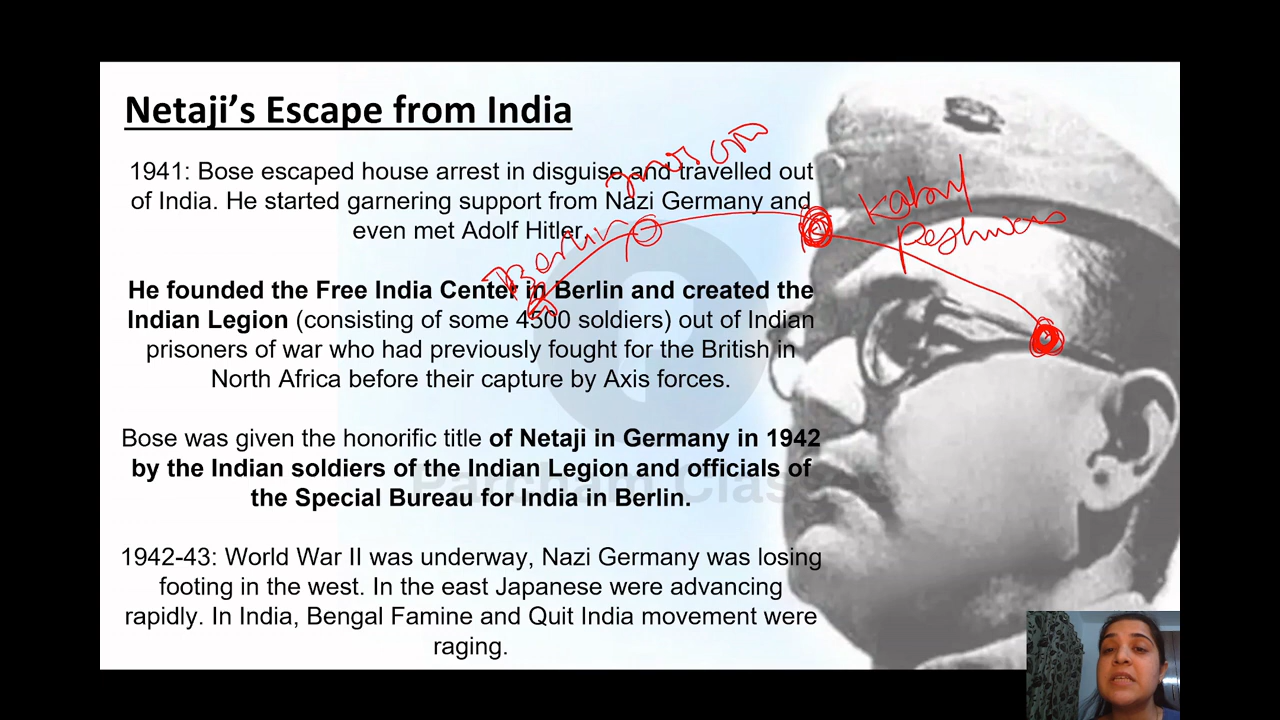 Netaji’s Escape from India
1941: Bose escaped house arrest in disguise and travelled out
of India. He started garnering support from Nazi Germany and
even met Adolf Hitler.
He founded the Free India Center in Berlin and created the
Indian Legion (consisting of some 4500 soldiers) out of Indian
prisoners of war who had previously fought for the British in
North Africa before their capture by Axis forces.
Bose was given the honorific title of Netaji in Germany in 1942
by the Indian soldiers of the Indian Legion and officials of
the Special Bureau for India in Berlin.
1942-43: World War II was underway, Nazi Germany was losing
footing in the west. In the east Japanese were advancing
rapidly. In India, Bengal Famine and Quit India movement were
raging.
Berlin
Kabul
Parcham Classes